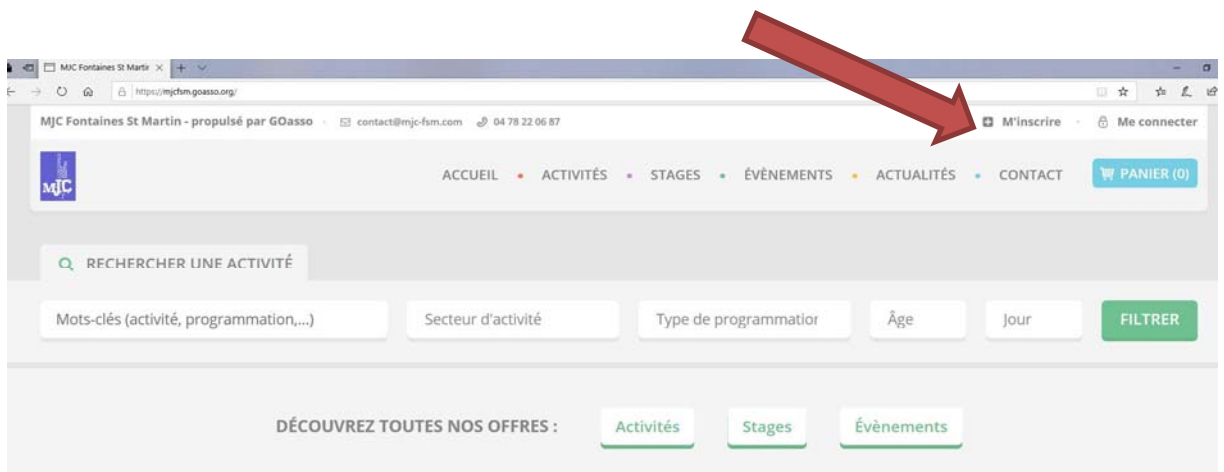 MJC Fontaines St Martin
https://mjcfsm.goasso.org/
MJC Fontaines St Martin - propulsé par GOasso · contact@mjc-fsm.com 04 78 22 06 87 M'inscrire · Me connecter
MJC
ACCUEIL • ACTIVITÉS • STAGES • ÉVÈNEMENTS • ACTUALITÉS • CONTACT PANIER (0)
RECHERCHER UNE ACTIVITÉ
Mots-clés (activité, programmation,...) Secteur d'activité Type de programmation Âge Jour FILTRER
DÉCOUVREZ TOUTES NOS OFFRES : Activités Stages Évènements